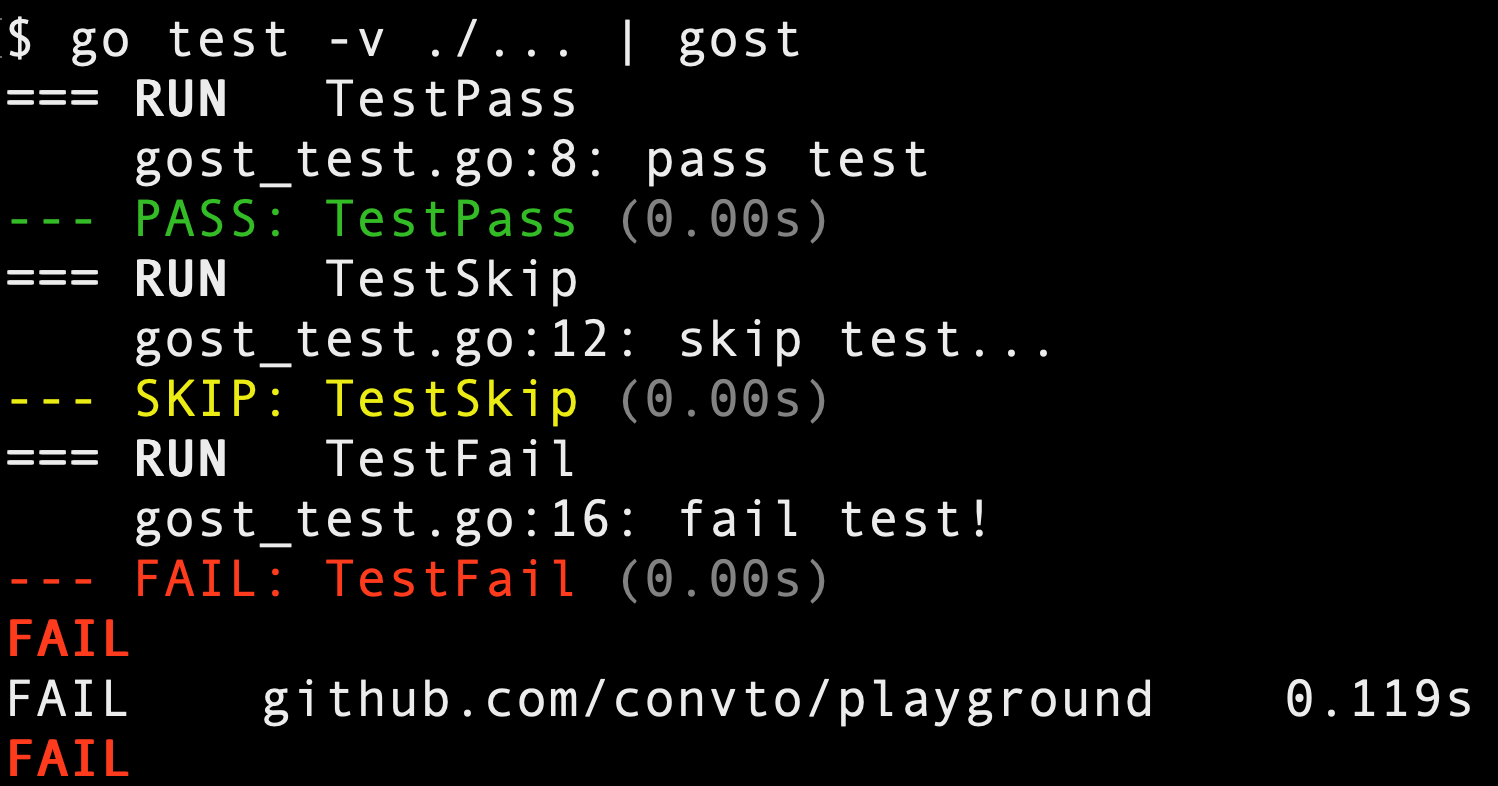 $ go test -v ./... | gost
=== RUN   TestPass
    gost_test.go:8: pass test
--- PASS: TestPass (0.00s)
=== RUN   TestSkip
    gost_test.go:12: skip test...
--- SKIP: TestSkip (0.00s)
=== RUN   TestFail
    gost_test.go:16: fail test!
--- FAIL: TestFail (0.00s)
FAIL
FAIL    github.com/convto/playground    0.119s
FAIL